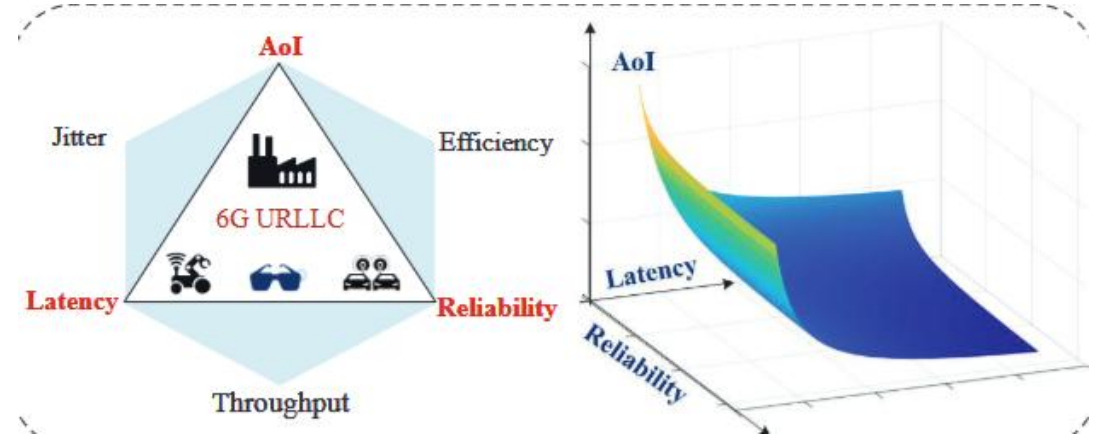 AoI
Jitter
Efficiency
6G URLLC
Latency
Reliability
Throughput
AoI
Latency
Reliability